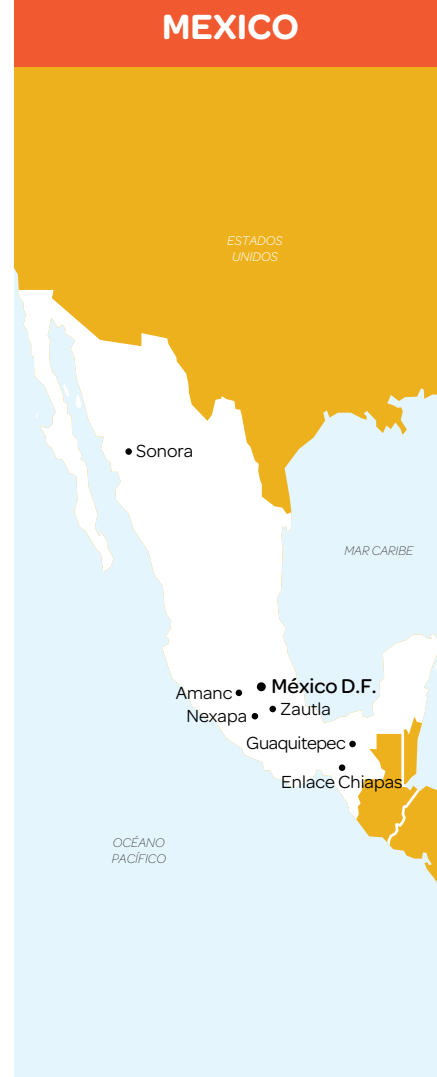 MEXICO
ESTADOS
UNIDOS
Sonora
MAR CARIBE
México D.F.
Amanc
Zautla
Nexapa
Guaquitepec
Enlace Chiapas
OCÉANO
PACÍFICO